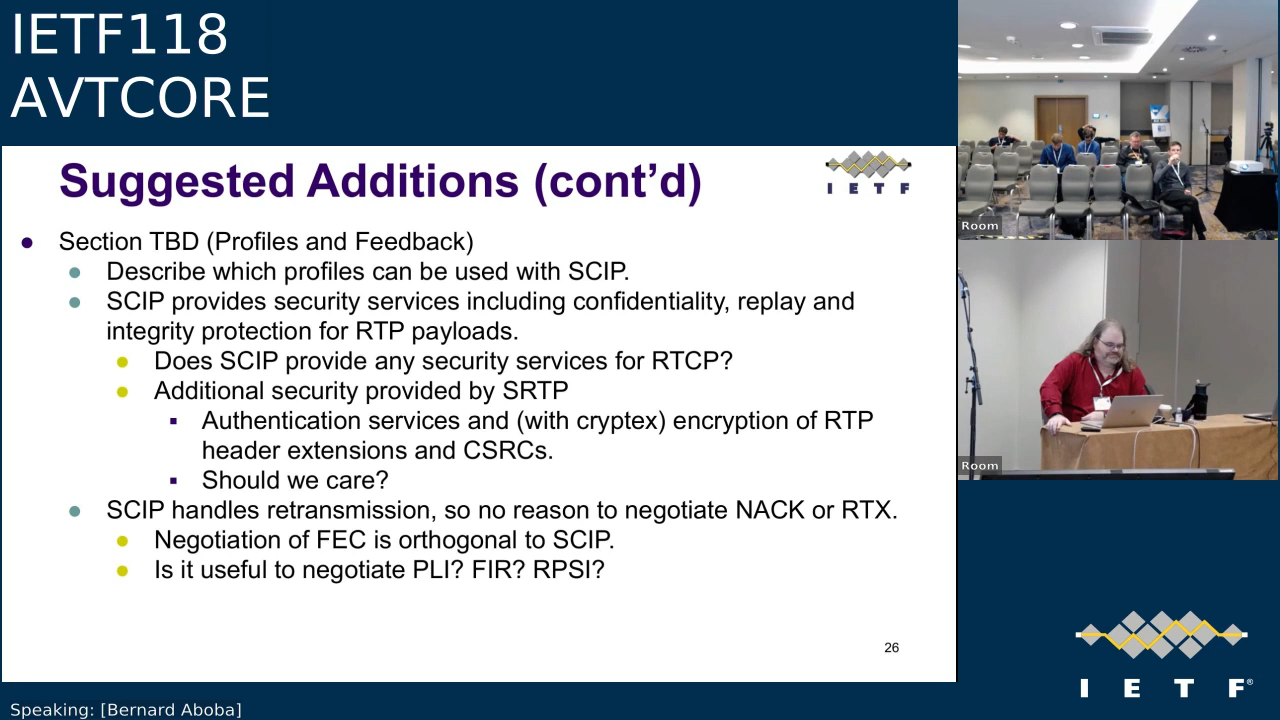 IETF118
AVTCORE
Suggested Additions (cont’d)
I E T F
● Section TBD (Profiles and Feedback)
● Describe which profiles can be used with SCIP.
● SCIP provides security services including confidentiality, replay and
integrity protection for RTP payloads.
● Does SCIP provide any security services for RTCP?
● Additional security provided by SRTP
▪ Authentication services and (with cryptex) encryption of RTP
header extensions and CSRCs.
▪ Should we care?
● SCIP handles retransmission, so no reason to negotiate NACK or RTX.
● Negotiation of FEC is orthogonal to SCIP.
● Is it useful to negotiate PLI? FIR? RPSI?
26
Room
Room
I E T F®
Speaking: [Bernard Aboba]